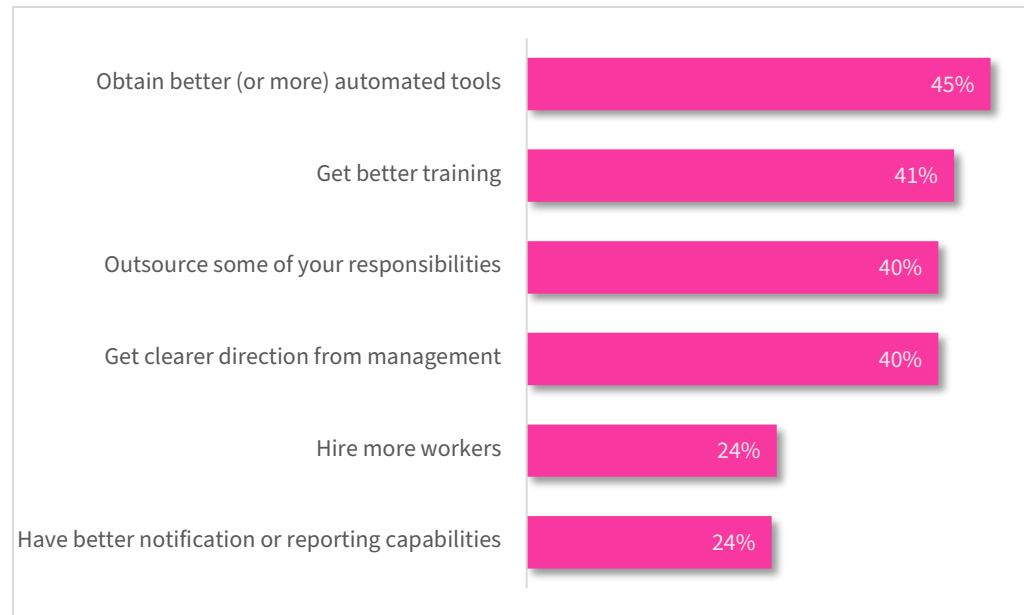 Obtain better (or more) automated tools 45%
Get better training 41%
Outsource some of your responsibilities 40%
Get clearer direction from management 40%
Hire more workers 24%
Have better notification or reporting capabilities 24%